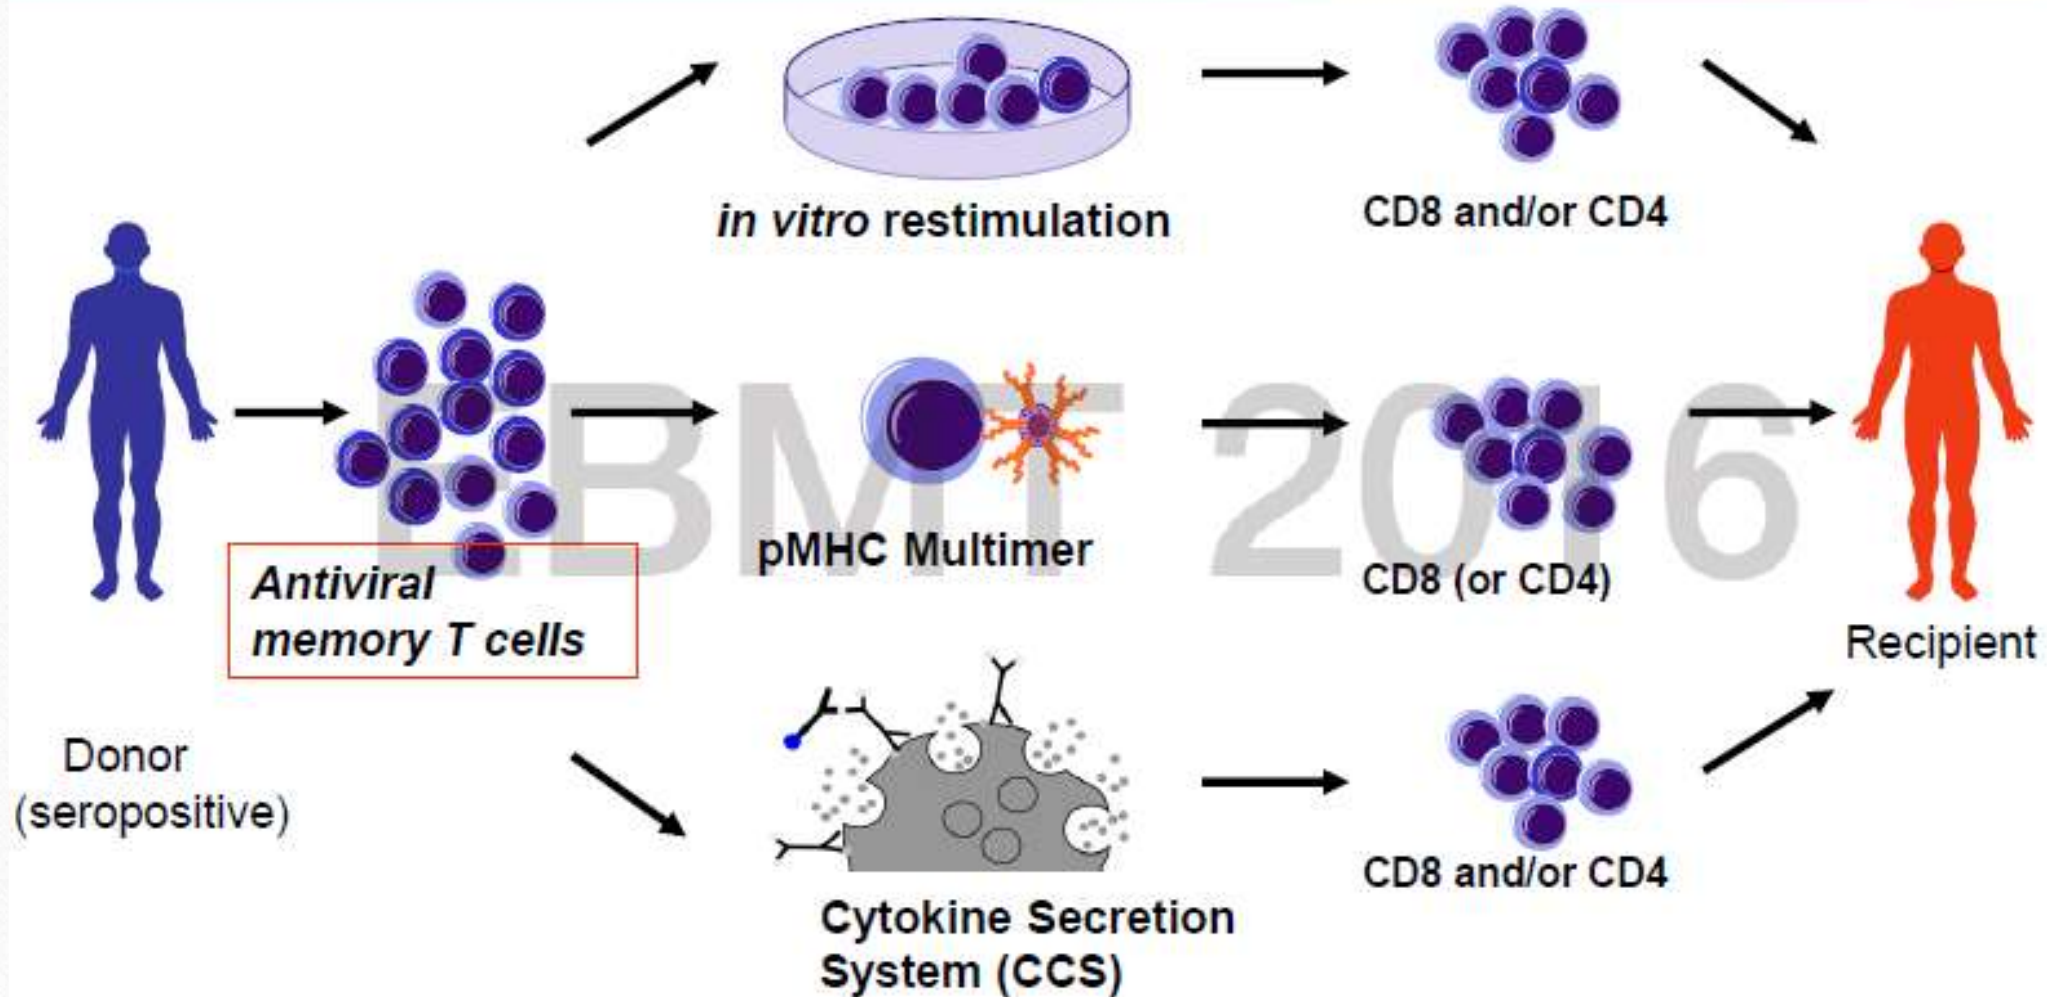 in vitro restimulation
CD8 and/or CD4
EBMT 2016
Antiviral
memory T cells
pMHC Multimer
CD8 (or CD4)
Recipient
Donor
(seropositive)
CD8 and/or CD4
Cytokine Secretion
System (CCS)